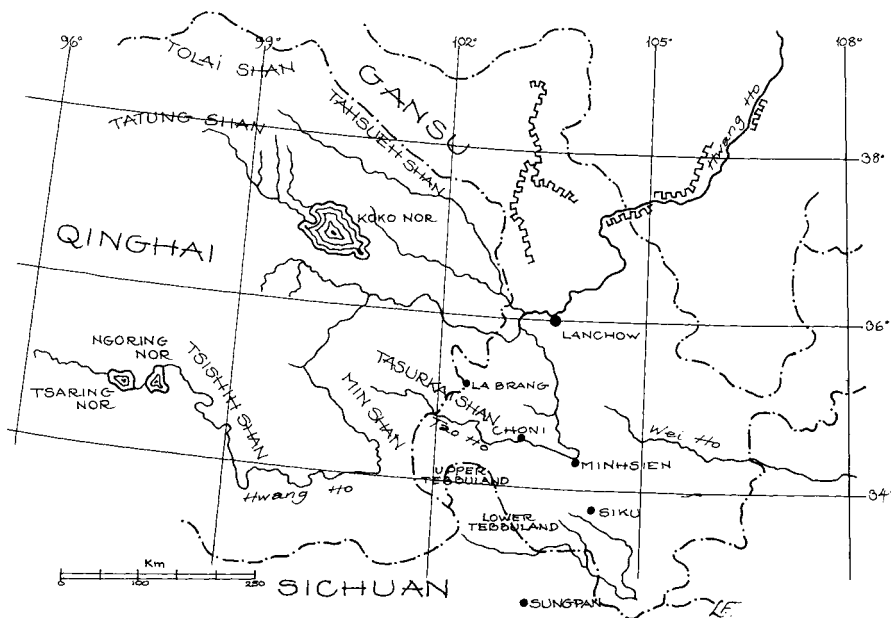 96°
99°
102°
105°
108°
TOLAI SHAN
GANSU
TATUNG SHAN
TAHSUEH SHAN
Hwang Ho
38°
KOKO NOR
QINGHAI
36°
LANCHOW
NGORING
NOR
TSARING
NOR
TSISHIH SHAN
MIN SHAN
TASURKAI SHAN
LA BRANG
Tao Ho
CHONI
Wei Ho
MINHSIEN
UPPER
TEBBULAND
Hwang Ho
34°
SIKU
LOWER
TEBBULAND
Km
0 100 250
SICHUAN
SUNGPAN
LE.